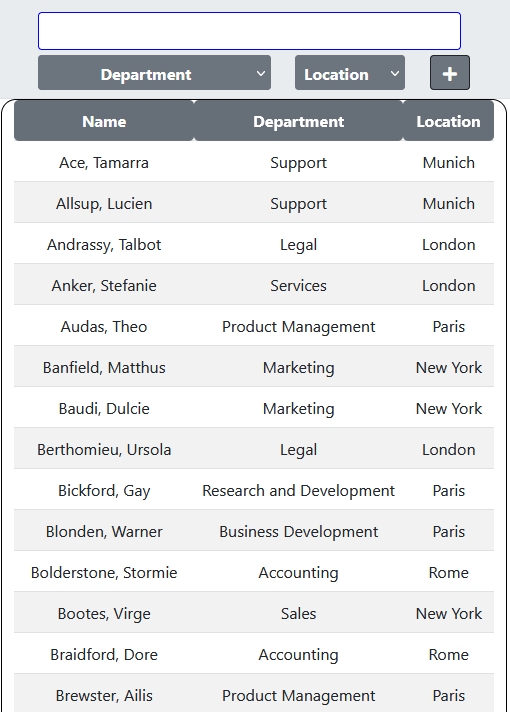 Department Location +
Name Department Location
Ace, Tamarra Support Munich
Allsup, Lucien Support Munich
Andrassy, Talbot Legal London
Anker, Stefanie Services London
Audas, Theo Product Management Paris
Banfield, Matthus Marketing New York
Baudi, Dulcie Marketing New York
Berthomieu, Ursola Legal London
Bickford, Gay Research and Development Paris
Blonden, Warner Business Development Paris
Bolderstone, Stormie Accounting Rome
Bootes, Virge Sales New York
Braidford, Dore Accounting Rome
Brewster, Ailis Product Management Paris